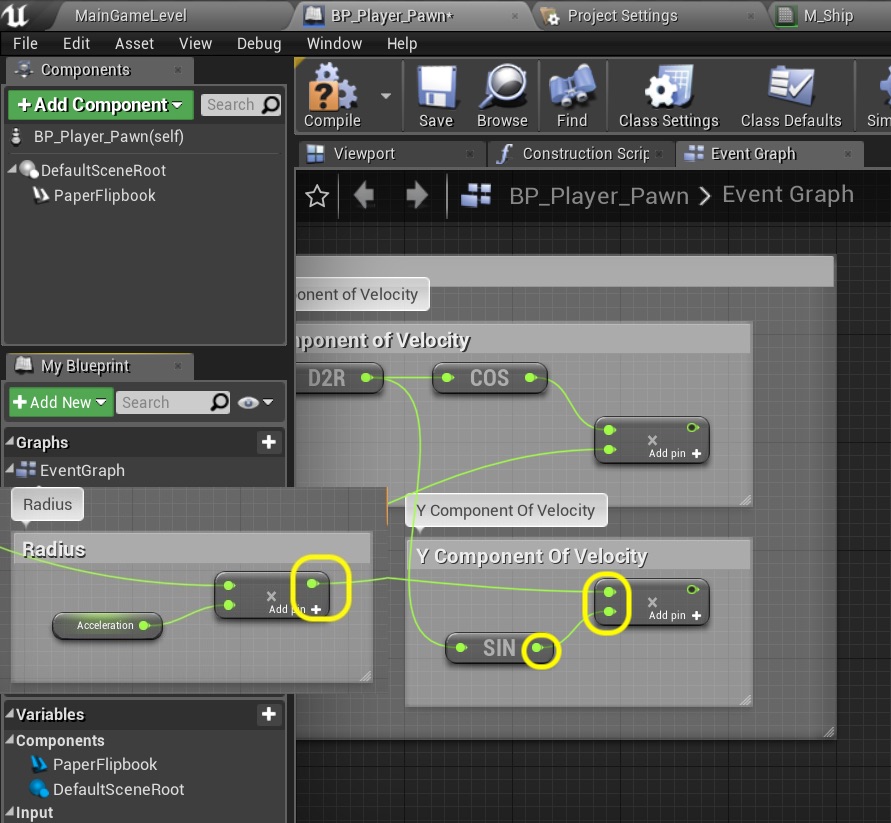 MainGameLevel
BP_Player_Pawn*
Project Settings
M_Ship
File Edit Asset View Debug Window Help
Components
Add Component
Search
BP_Player_Pawn(self)
DefaultSceneRoot
PaperFlipbook
Compile
Save
Browse
Find
Class Settings
Class Defaults
Sim
Viewport
Construction Scrip
Event Graph
BP_Player_Pawn > Event Graph
onent of Velocity
ponent of Velocity
D2R
COS
×
Add pin +
My Blueprint
+ Add New
Search
Graphs
EventGraph
Radius
Radius
×
Add pin +
Acceleration
Y Component Of Velocity
Y Component Of Velocity
×
Add pin +
SIN
Variables
Components
PaperFlipbook
DefaultSceneRoot
Input